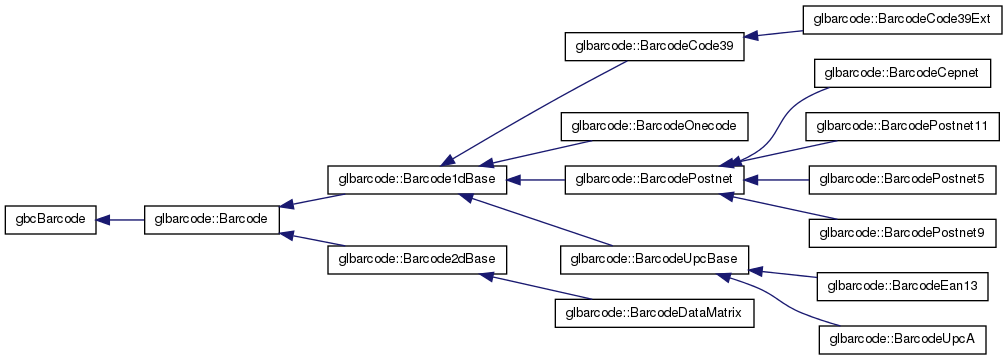 glbarcode::BarcodeCode39Ext
glbarcode::BarcodeCode39
glbarcode::BarcodeCepnet
glbarcode::BarcodeOnecode
glbarcode::BarcodePostnet11
glbarcode::Barcode1dBase
glbarcode::BarcodePostnet
glbarcode::BarcodePostnet5
gbcBarcode
glbarcode::Barcode
glbarcode::BarcodePostnet9
glbarcode::Barcode2dBase
glbarcode::BarcodeUpcBase
glbarcode::BarcodeEan13
glbarcode::BarcodeDataMatrix
glbarcode::BarcodeUpcA